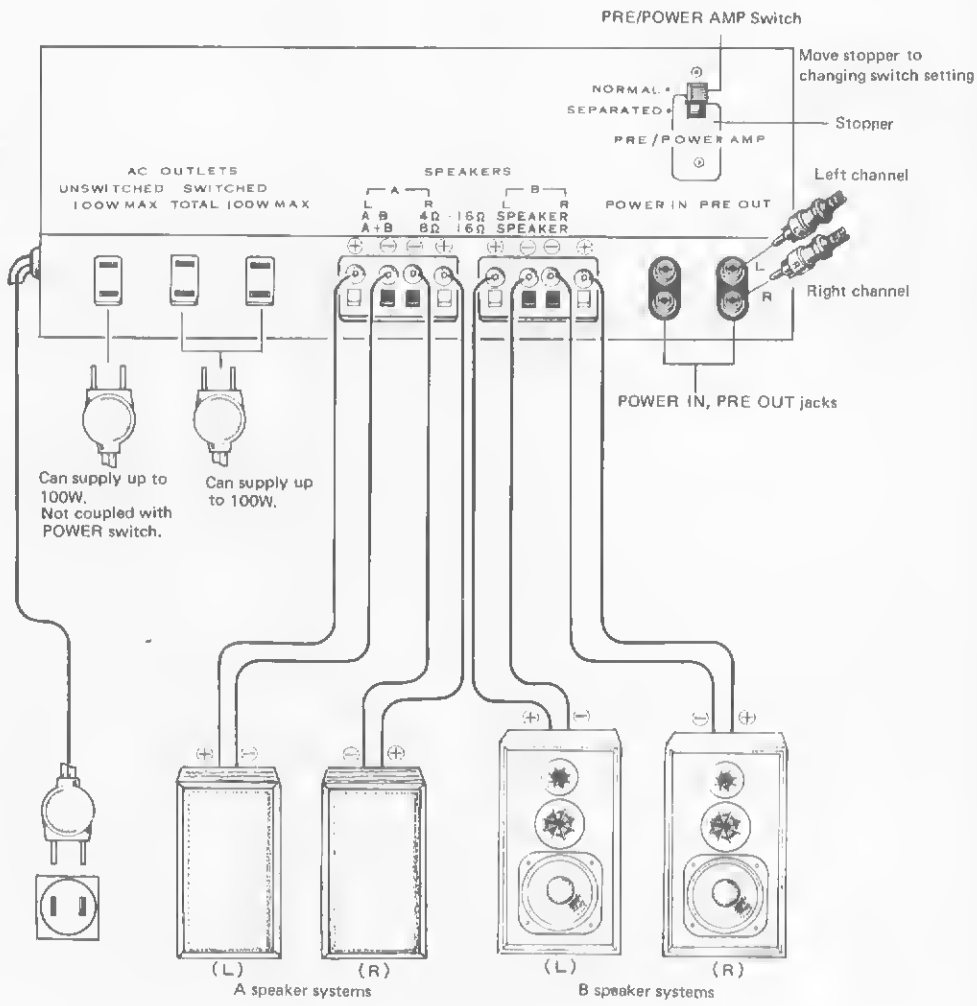 PRE/POWER AMP Switch
Move stopper to
changing switch setting
NORMAL •
SEPARATED •
Stopper
PRE/POWER AMP
AC OUTLETS
UNSWITCHED SWITCHED
100W MAX TOTAL 100W MAX
SPEAKERS
A B
L R L R
A B 4Ω - 16Ω SPEAKER
A+B 8Ω 16Ω SPEAKER
POWER IN PRE OUT
Left channel
⊕ ⊖ ⊖ ⊕ ⊕ ⊖ ⊖ ⊕
L
R
Right channel
POWER IN, PRE OUT jacks
Can supply up to
100W.
Not coupled with
POWER switch.
Can supply up
to 100W.
⊕ ⊖ ⊖ ⊕ ⊕ ⊖ ⊖ ⊕
(L) (R) (L) (R)
A speaker systems B speaker systems